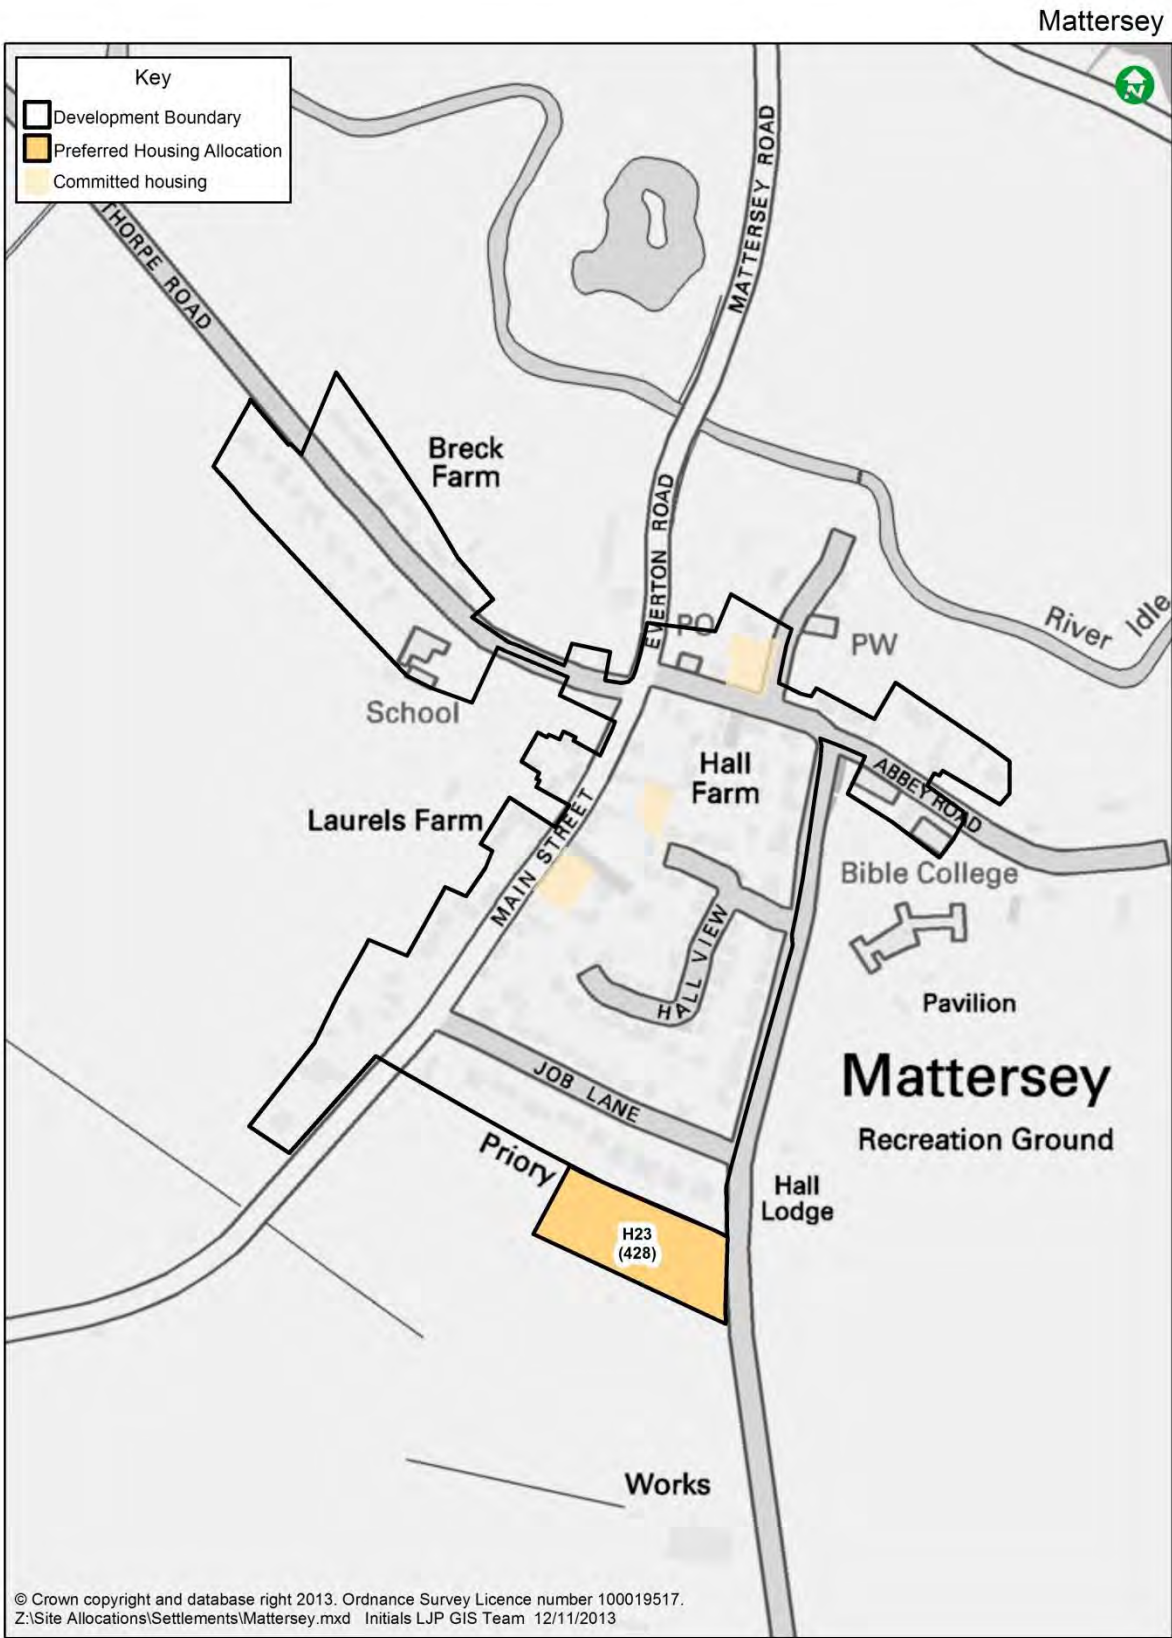 Mattersey
Key
Development Boundary
Preferred Housing Allocation
Committed housing
N
THORPE ROAD
MATTERSEY ROAD
Breck
Farm
EVERTON ROAD
PO
PW
River Idle
School
Hall
Farm
ABBEY ROAD
Laurels Farm
MAIN STREET
Bible College
HALL VIEW
Pavilion
JOB LANE
Mattersey
Recreation Ground
Priory
Hall
Lodge
H23
(428)
Works
© Crown copyright and database right 2013. Ordnance Survey Licence number 100019517.
Z:\Site Allocations\Settlements\Mattersey.mxd Initials LJP GIS Team 12/11/2013